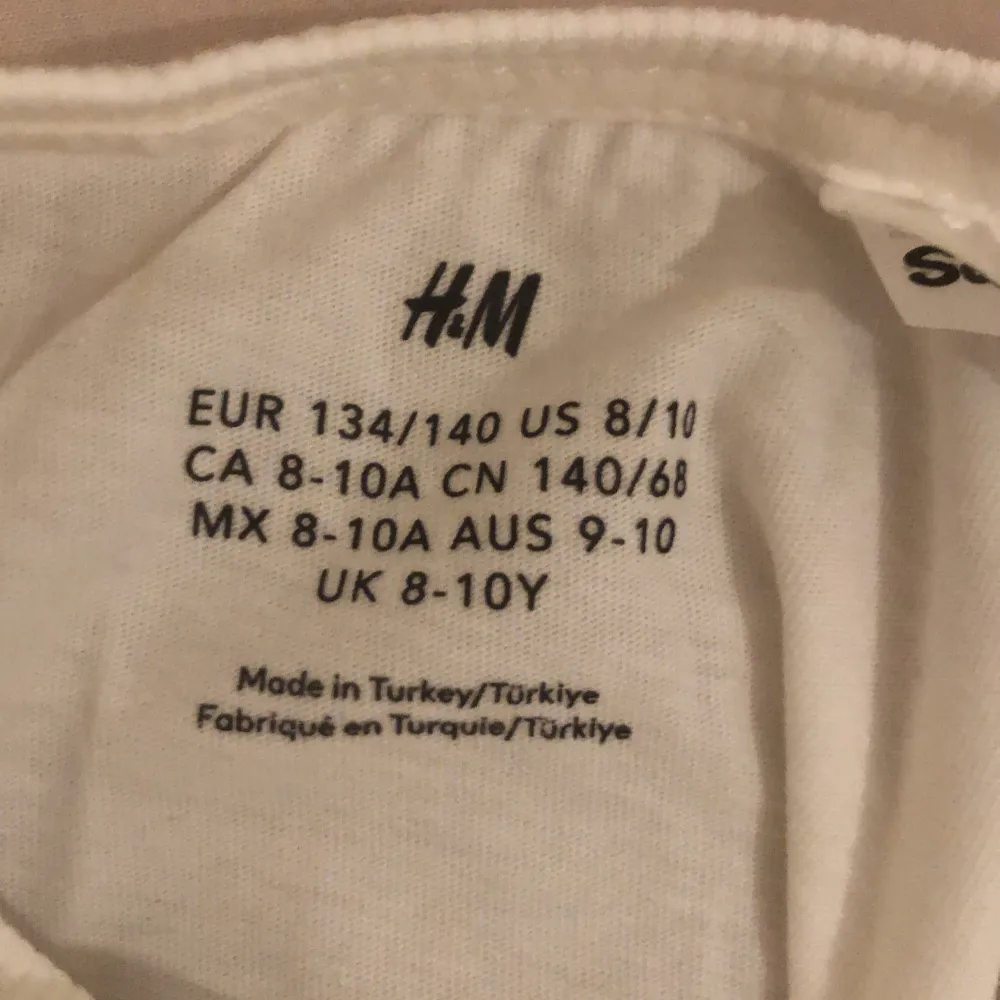 H&M
EUR 134/140 US 8/10
CA 8-10A CN 140/68
MX 8-10A AUS 9-10
UK 8-10Y
Made in Turkey/Türkiye
Fabriqué en Turquie/Türkiye